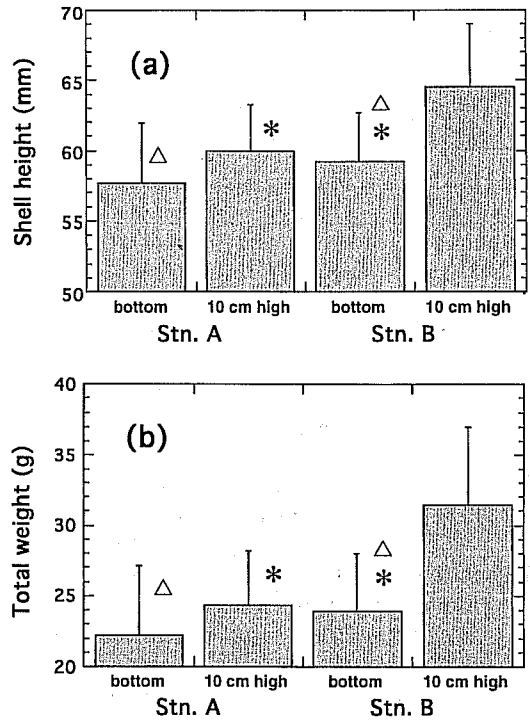 70
(a)
65
Shell height (mm)
△ * △ *
60
55
50
bottom 10 cm high bottom 10 cm high
Stn. A Stn. B
40
(b)
35
Total weight (g)
30
△ * △ *
25
20
bottom 10 cm high bottom 10 cm high
Stn. A Stn. B